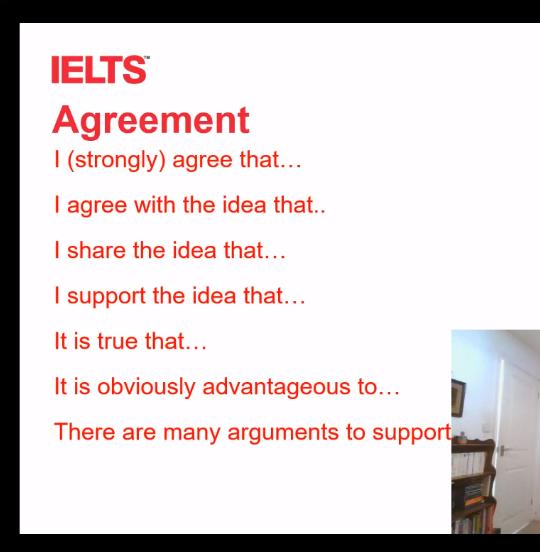 IELTS™
Agreement
I (strongly) agree that…
I agree with the idea that..
I share the idea that…
I support the idea that…
It is true that…
It is obviously advantageous to…
There are many arguments to support